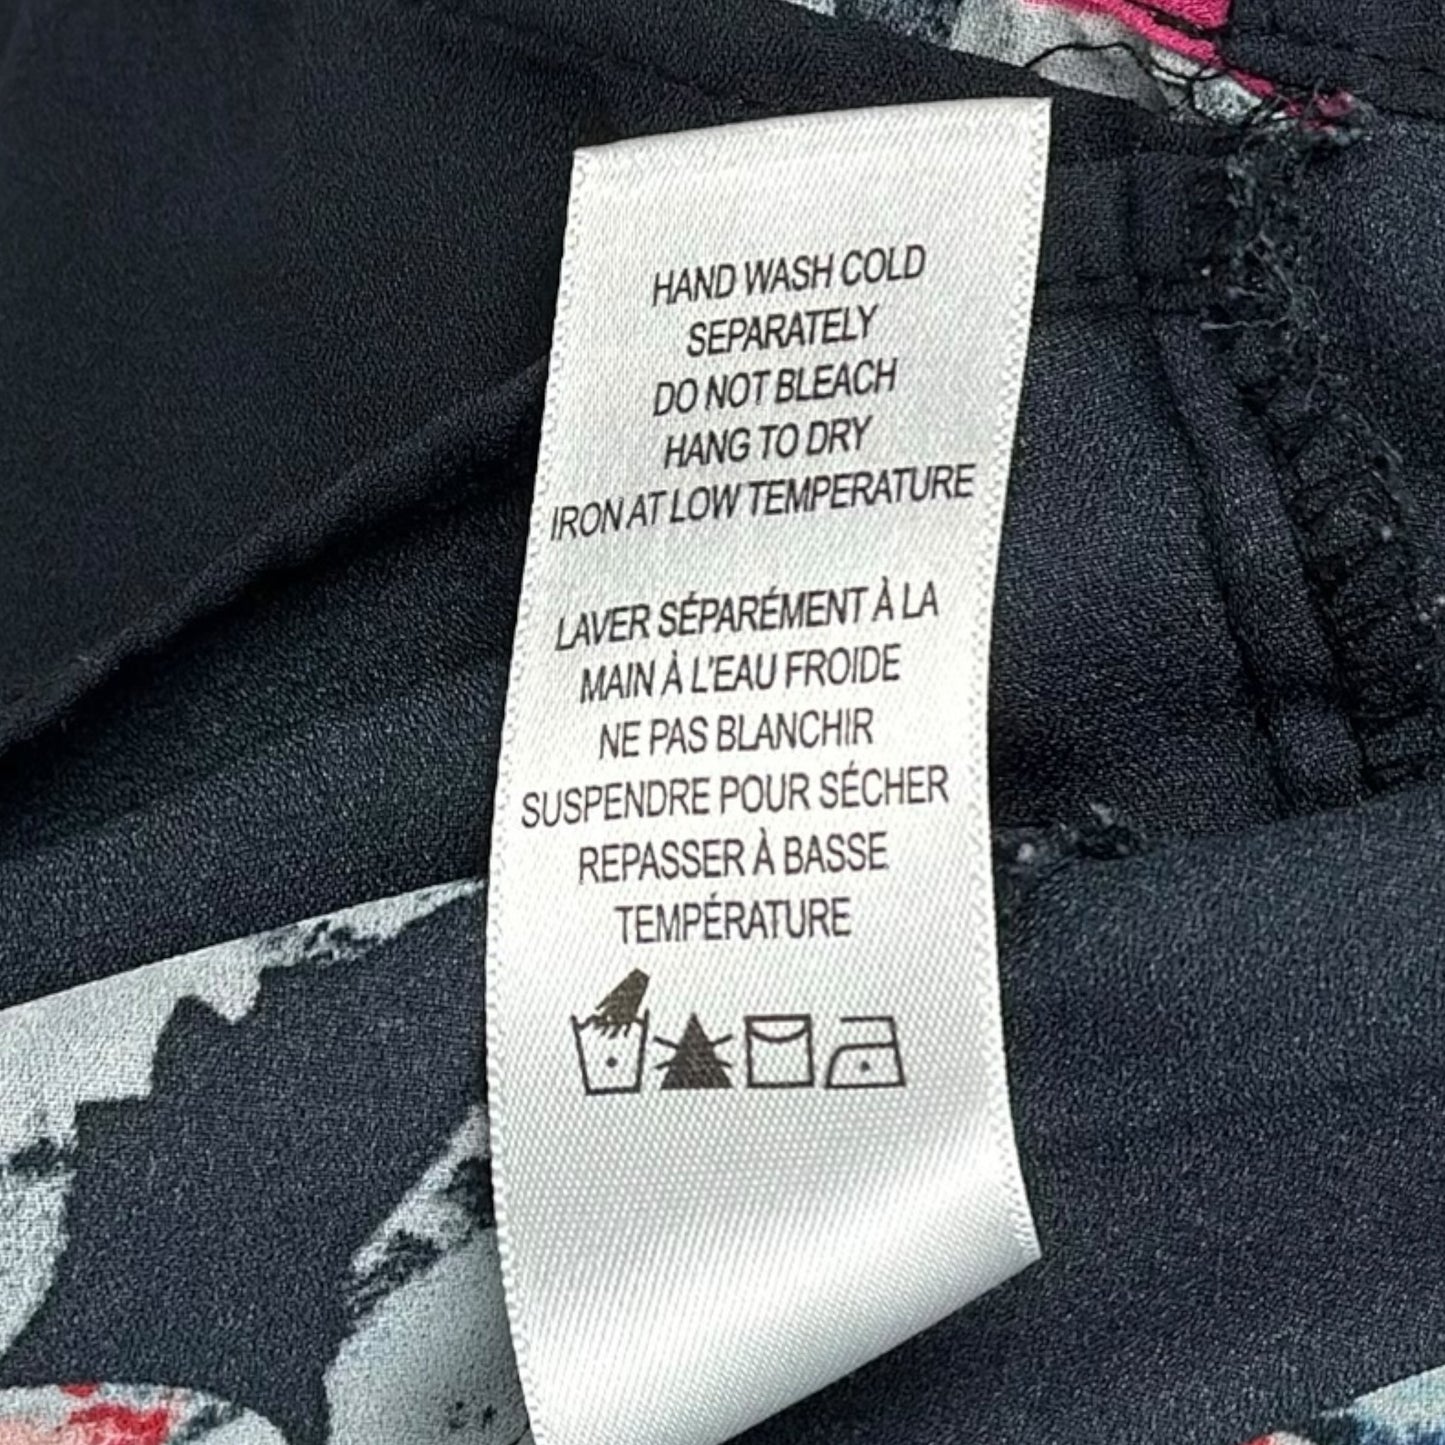 HAND WASH COLD
SEPARATELY
DO NOT BLEACH
HANG TO DRY
IRON AT LOW TEMPERATURE
LAVER SÉPARÉMENT À LA
MAIN À L'EAU FROIDE
NE PAS BLANCHIR
SUSPENDRE POUR SÉCHER
REPASSER À BASSE
TEMPÉRATURE